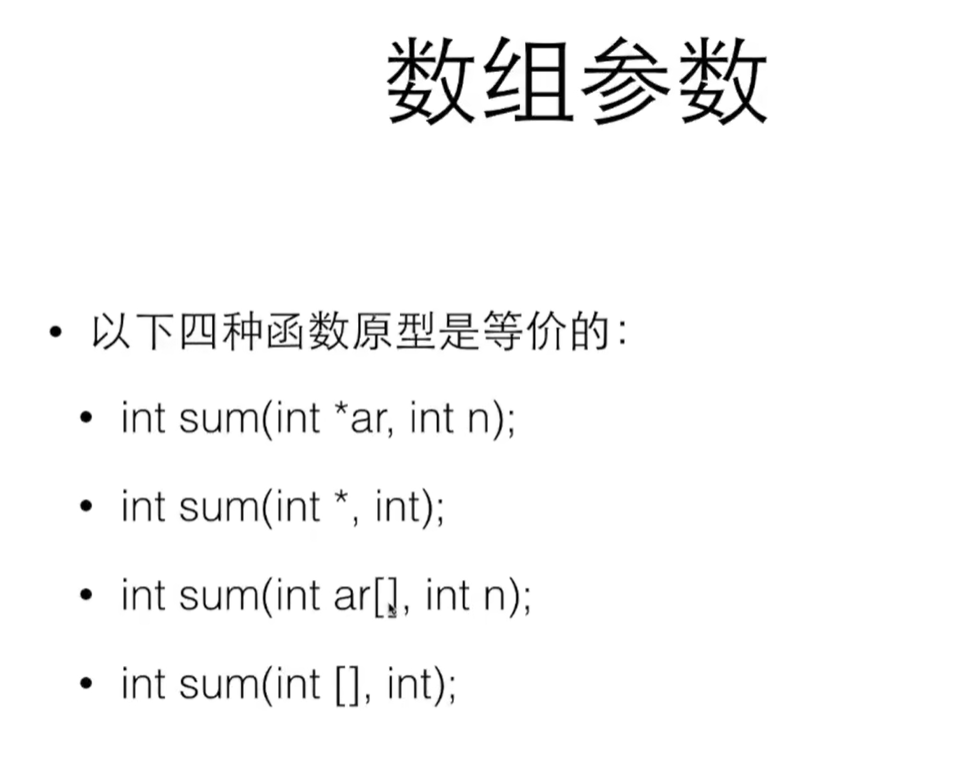 数组参数
• 以下四种函数原型是等价的：
• int sum(int *ar, int n);
• int sum(int *, int);
• int sum(int ar[], int n);
• int sum(int [], int);